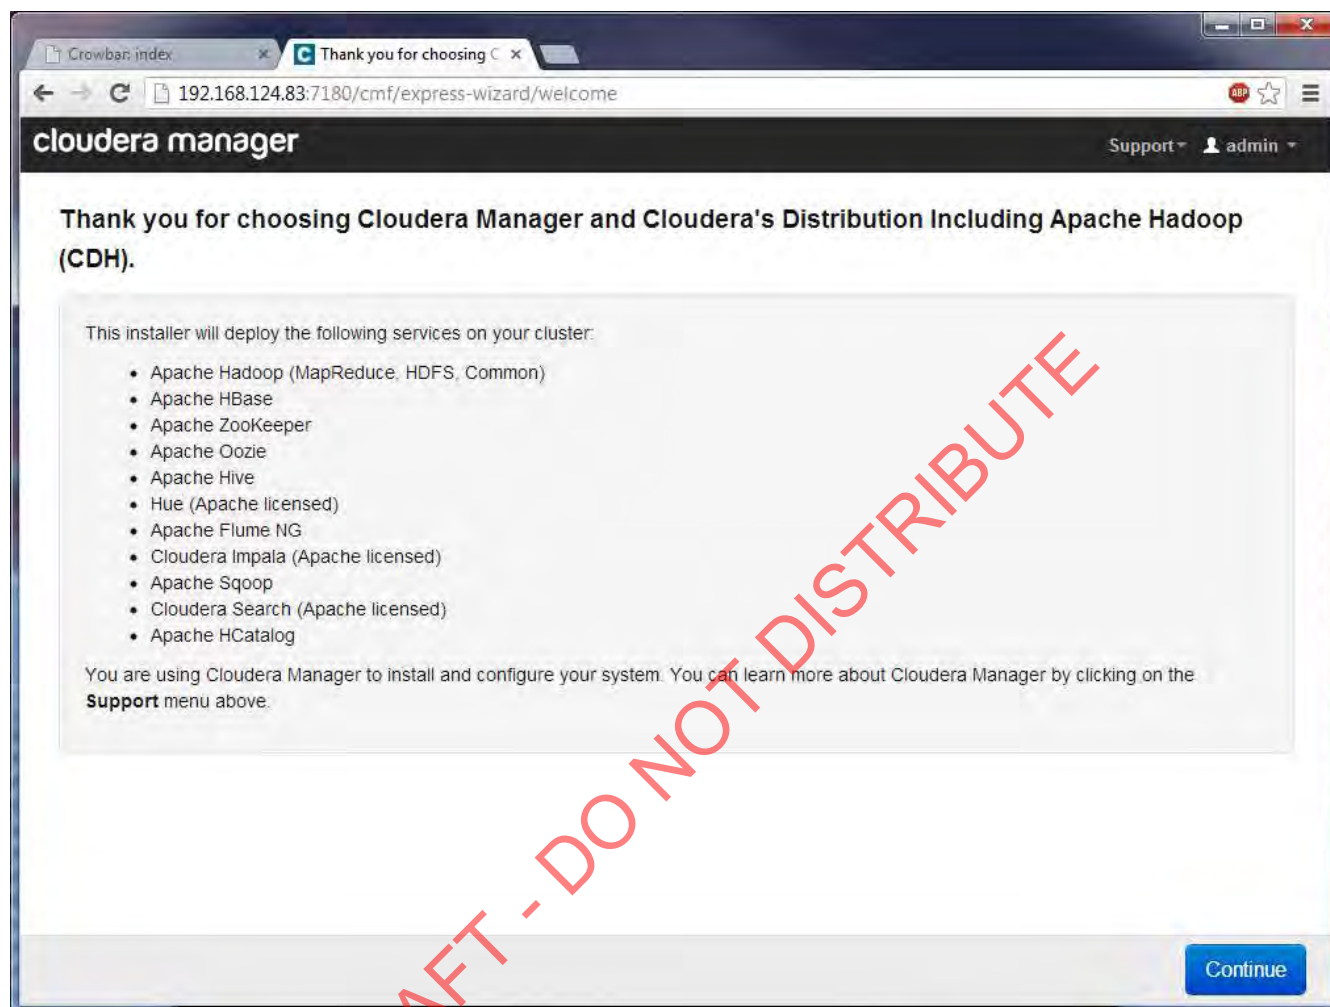 Crowbar: index
Thank you for choosing C
192.168.124.83:7180/cmf/express-wizard/welcome
ABP
cloudera manager
Support
admin
Thank you for choosing Cloudera Manager and Cloudera's Distribution Including Apache Hadoop
(CDH).
This installer will deploy the following services on your cluster:
• Apache Hadoop (MapReduce, HDFS, Common)
• Apache HBase
• Apache ZooKeeper
• Apache Oozie
• Apache Hive
• Hue (Apache licensed)
• Apache Flume NG
• Cloudera Impala (Apache licensed)
• Apache Sqoop
• Cloudera Search (Apache licensed)
• Apache HCatalog
You are using Cloudera Manager to install and configure your system. You can learn more about Cloudera Manager by clicking on the
Support menu above.
AFT - DO NOT DISTRIBUTE
Continue